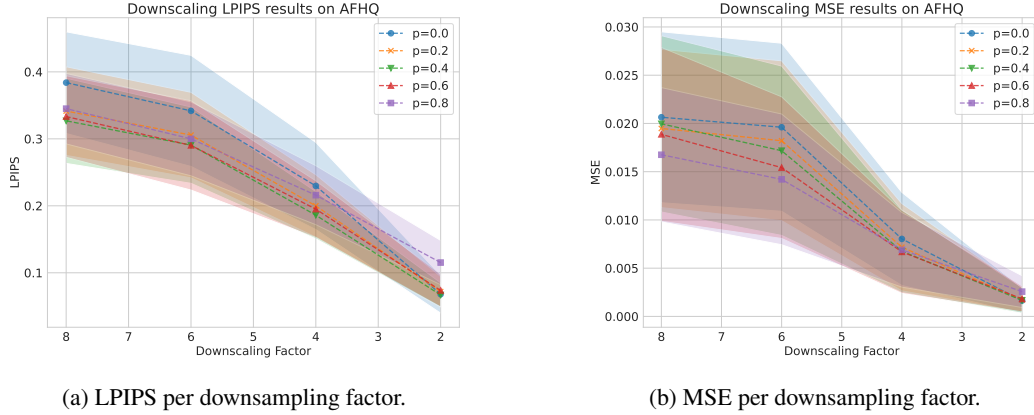 Downscaling LPIPS results on AFHQ
p=0.0
p=0.2
p=0.4
p=0.6
p=0.8
0.4
0.3
0.2
0.1
LPIPS
8 7 6 5 4 3 2
Downscaling Factor
(a) LPIPS per downsampling factor.
Downscaling MSE results on AFHQ
p=0.0
p=0.2
p=0.4
p=0.6
p=0.8
0.030
0.025
0.020
0.015
0.010
0.005
0.000
MSE
8 7 6 5 4 3 2
Downscaling Factor
(b) MSE per downsampling factor.